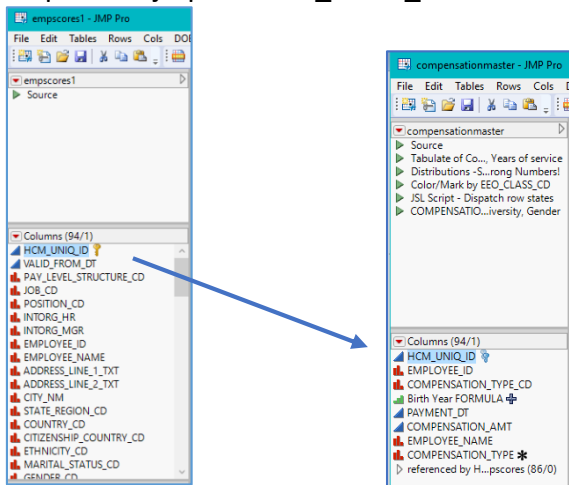 empscores1 - JMP Pro
File Edit Tables Rows Cols DOI
empscores1
Source
Columns (94/1)
HCM_UNIQ_ID
VALID_FROM_DT
PAY_LEVEL_STRUCTURE_CD
JOB_CD
POSITION_CD
INTORG_HR
INTORG_MGR
EMPLOYEE_ID
EMPLOYEE_NAME
ADDRESS_LINE_1_TXT
ADDRESS_LINE_2_TXT
CITY_NM
STATE_REGION_CD
COUNTRY_CD
CITIZENSHIP_COUNTRY_CD
ETHNICITY_CD
MARITAL_STATUS_CD
GENDER_CD
compensationmaster - JMP Pro
File Edit Tables Rows Cols
compensationmaster
Source
Tabulate of Co..., Years of service
Distributions -S...rong Numbers!
Color/Mark by EEO_CLASS_CD
JSL Script - Dispatch row states
COMPENSATIO...iversity, Gender
Columns (94/1)
HCM_UNIQ_ID
EMPLOYEE_ID
COMPENSATION_TYPE_CD
Birth Year FORMULA
PAYMENT_DT
COMPENSATION_AMT
EMPLOYEE_NAME
COMPENSATION_TYPE
referenced by H...pscores (86/0)